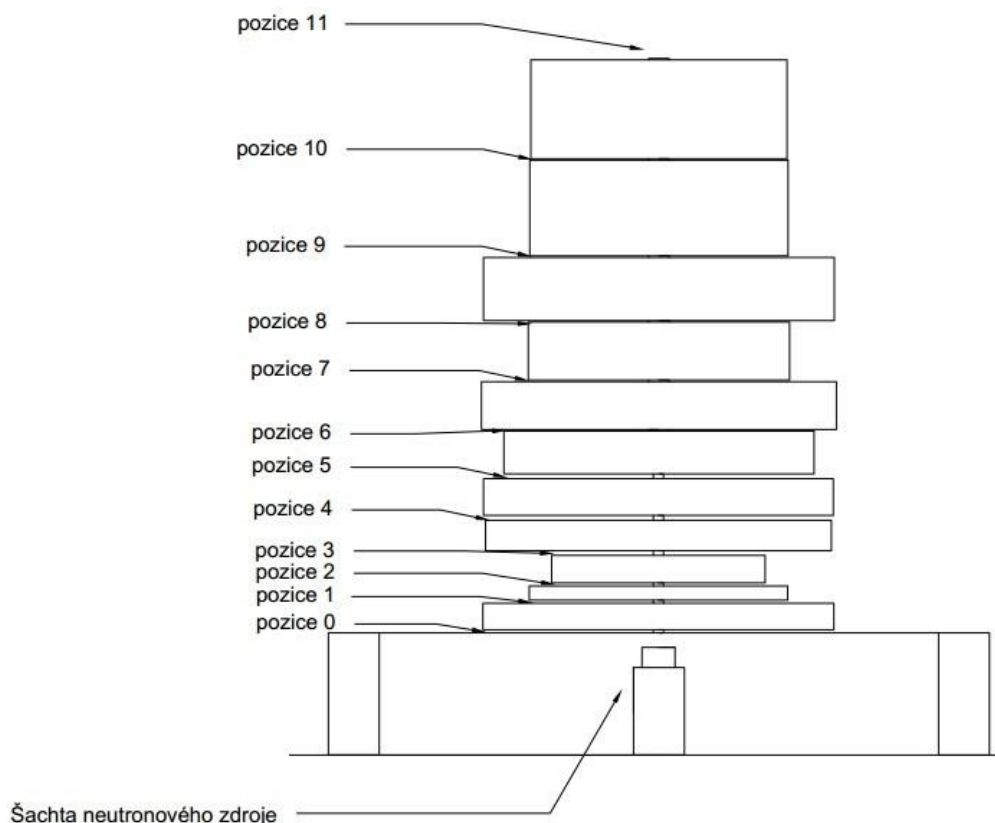 pozice 11
pozice 10
pozice 9
pozice 8
pozice 7
pozice 6
pozice 5
pozice 4
pozice 3
pozice 2
pozice 1
pozice 0
Šachta neutronového zdroje